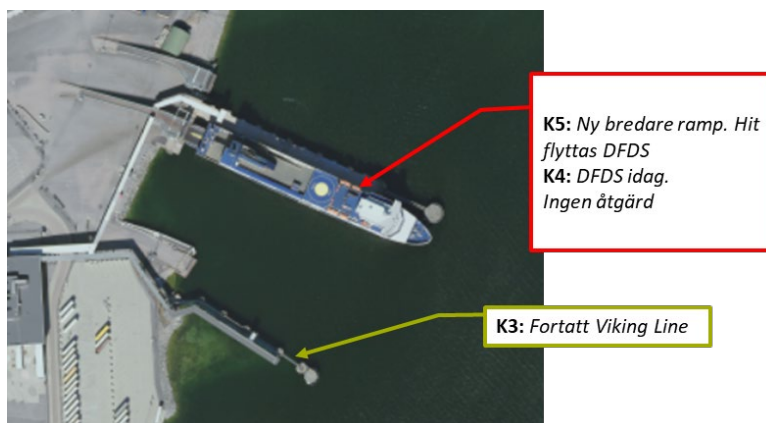 K5: Ny bredare ramp. Hit
flyttas DFDS
K4: DFDS idag.
Ingen åtgärd
K3: Fortatt Viking Line